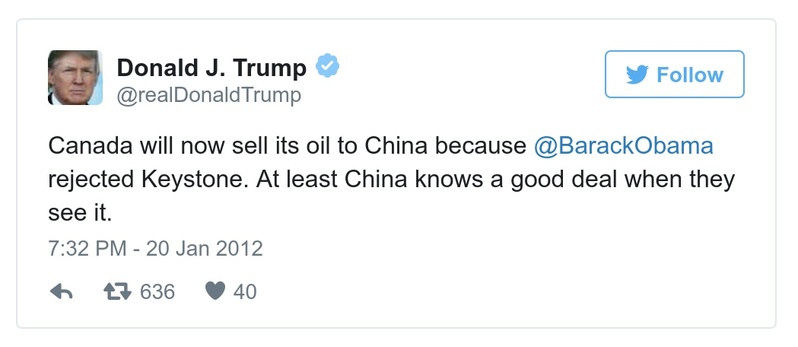 Donald J. Trump
@realDonaldTrump
Follow
Canada will now sell its oil to China because @BarackObama
rejected Keystone. At least China knows a good deal when they
see it.
7:32 PM - 20 Jan 2012
636 40